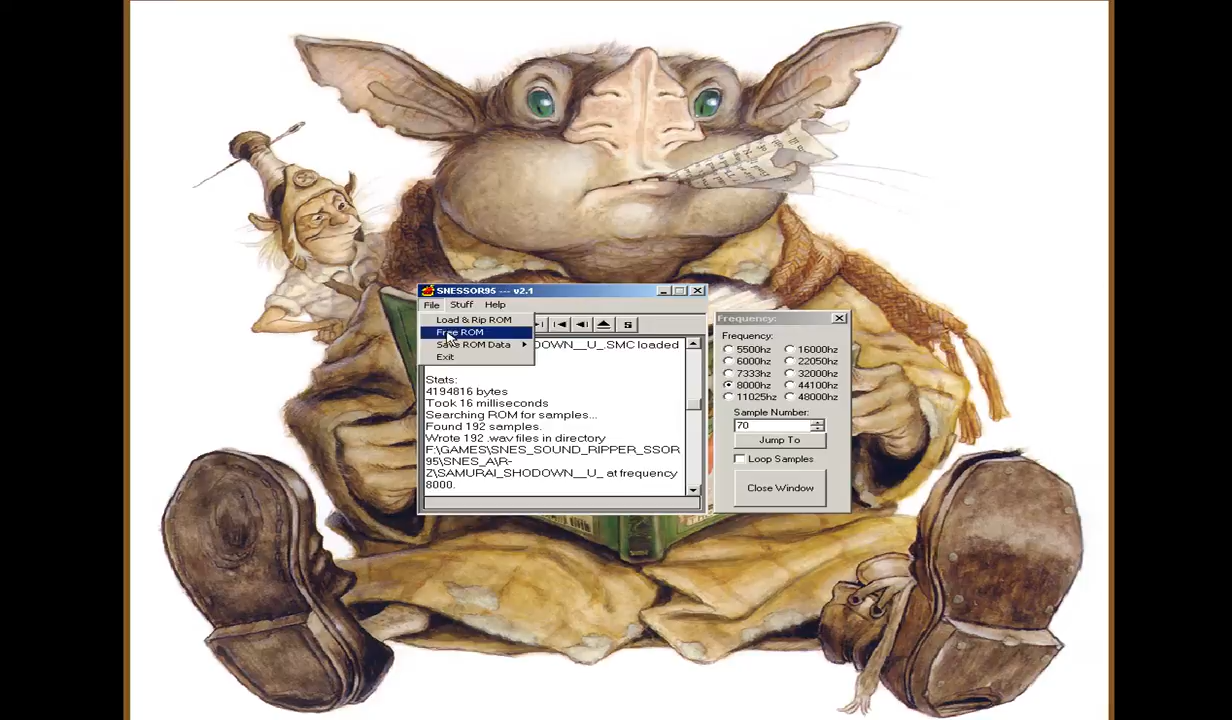 SNESSOR95 --- v2.1
File Stuff Help
Load & Rip ROM
Free ROM
Save ROM Data
Exit
DOWN__U_.SMC loaded
Stats:
4194816 bytes
Took 16 milliseconds
Searching ROM for samples...
Found 192 samples.
Wrote 192 .wav files in directory
F:\GAMES\SNES_SOUND_RIPPER_SSOR
95\SNES_A\R-
Z\SAMURAI_SHODOWN__U_ at frequency
8000.
Frequency:
Frequency:
5500hz 16000hz
6000hz 22050hz
7333hz 32000hz
8000hz 44100hz
11025hz 48000hz
Sample Number:
70
Jump To
Loop Samples
Close Window